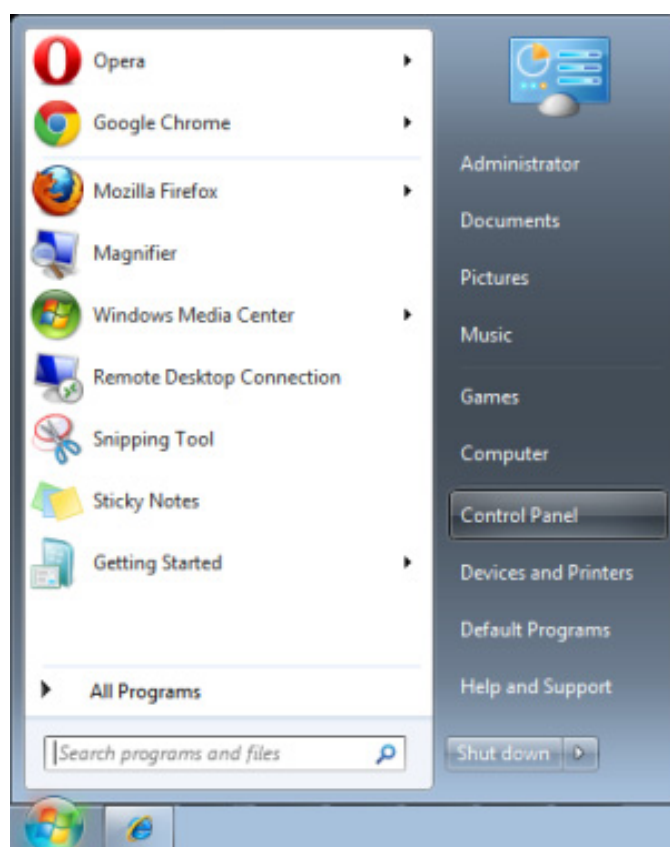 Opera
Google Chrome
Mozilla Firefox
Magnifier
Windows Media Center
Remote Desktop Connection
Snipping Tool
Sticky Notes
Getting Started
All Programs
Search programs and files
Administrator
Documents
Pictures
Music
Games
Computer
Control Panel
Devices and Printers
Default Programs
Help and Support
Shut down